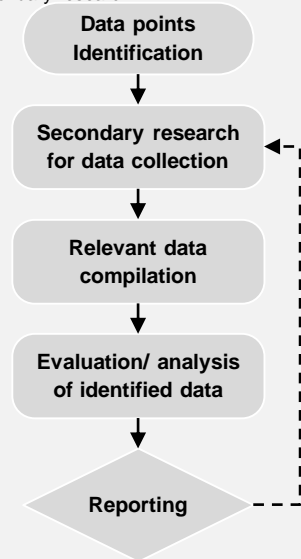 Data points
Identification
Secondary research
for data collection
Relevant data
compilation
Evaluation/ analysis
of identified data
Reporting